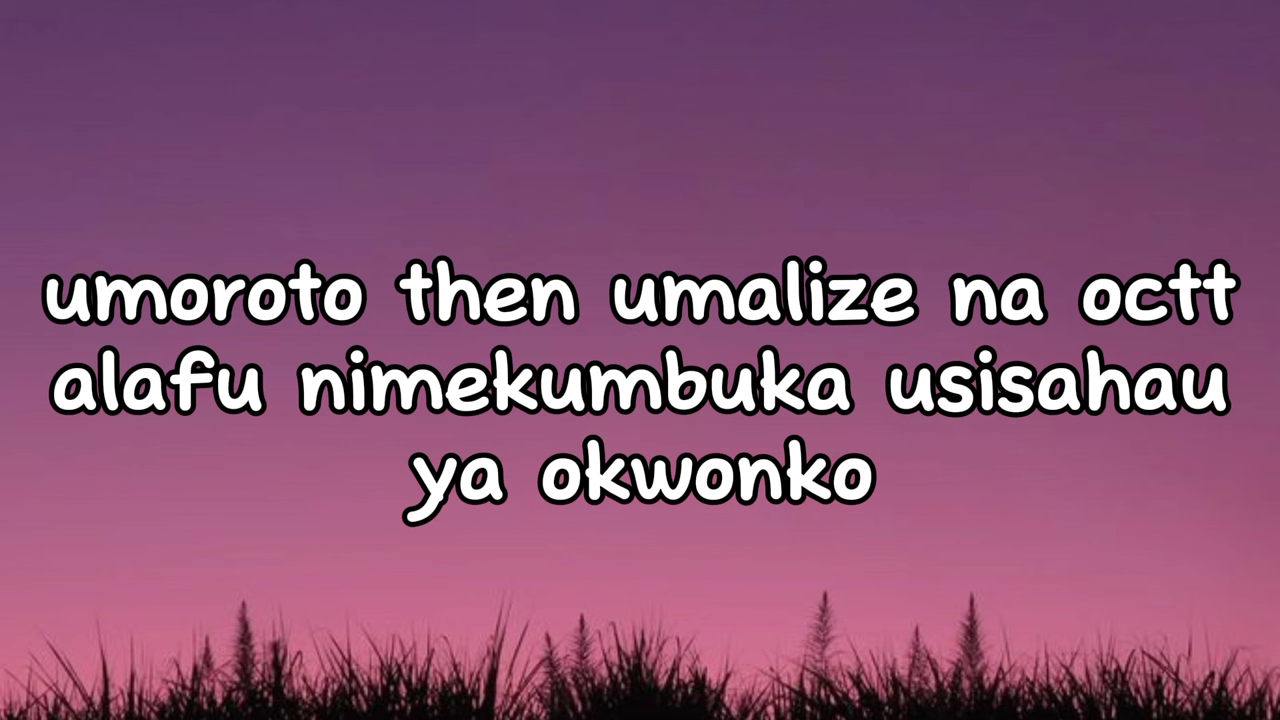 umoroto then umalize na octt
alafu nimekumbuka usisahau
ya okwonko